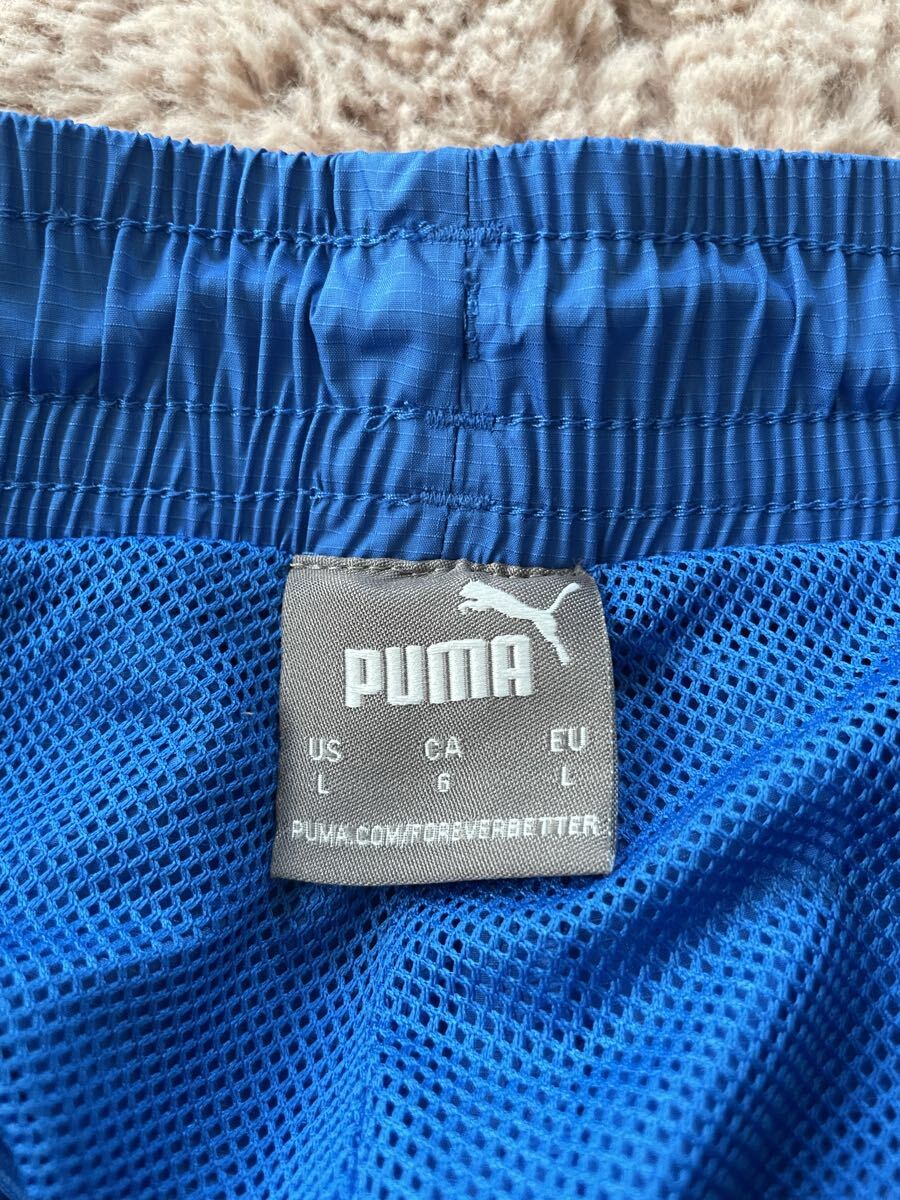 PUMA
US CA EU
L 6 L
PUMA.COM/FOREVERBETTER